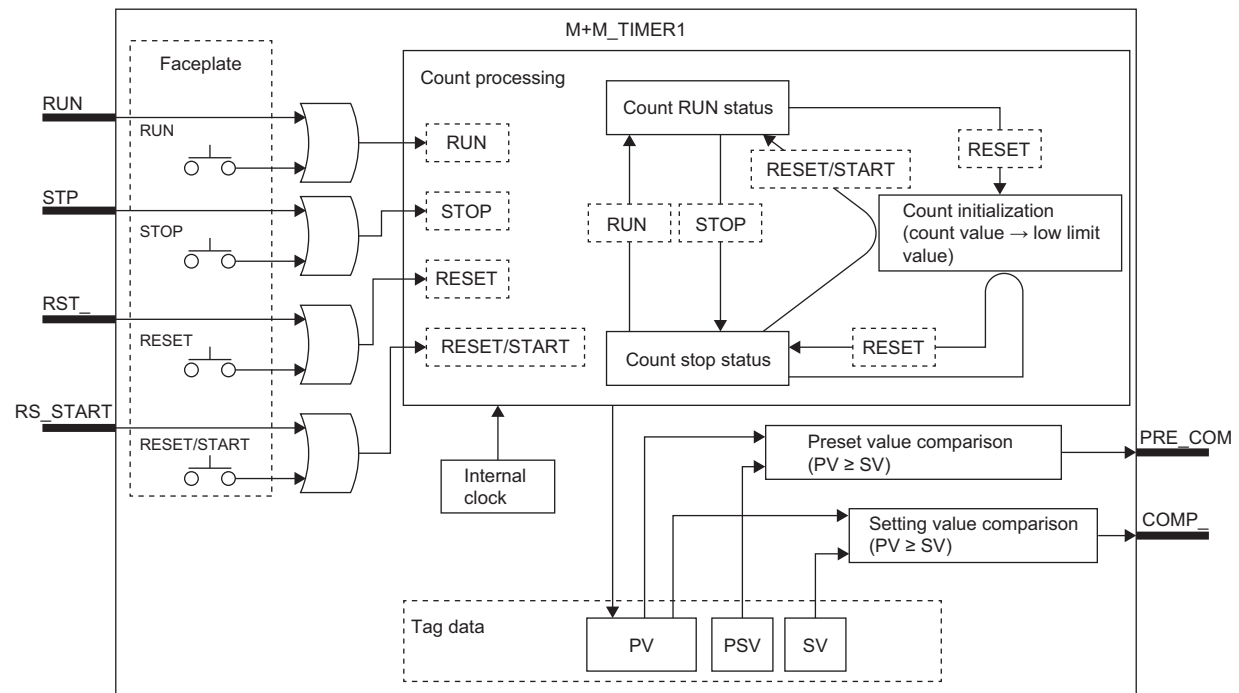 M+M_TIMER1
Faceplate
Count processing
RUN
RUN
STP
STOP
RST_
RESET
RS_START
RESET/START
RUN
STOP
RESET
RESET/START
Count RUN status
RESET/START
RESET
RUN
STOP
Count initialization
(count value → low limit
value)
Count stop status
RESET
Internal
clock
Preset value comparison
(PV ≥ SV)
PRE_COM
Setting value comparison
(PV ≥ SV)
COMP_
Tag data
PV
PSV
SV